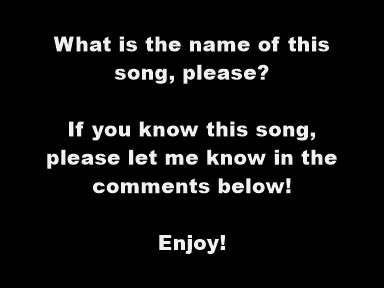 What is the name of this
song, please?
If you know this song,
please let me know in the
comments below!
Enjoy!